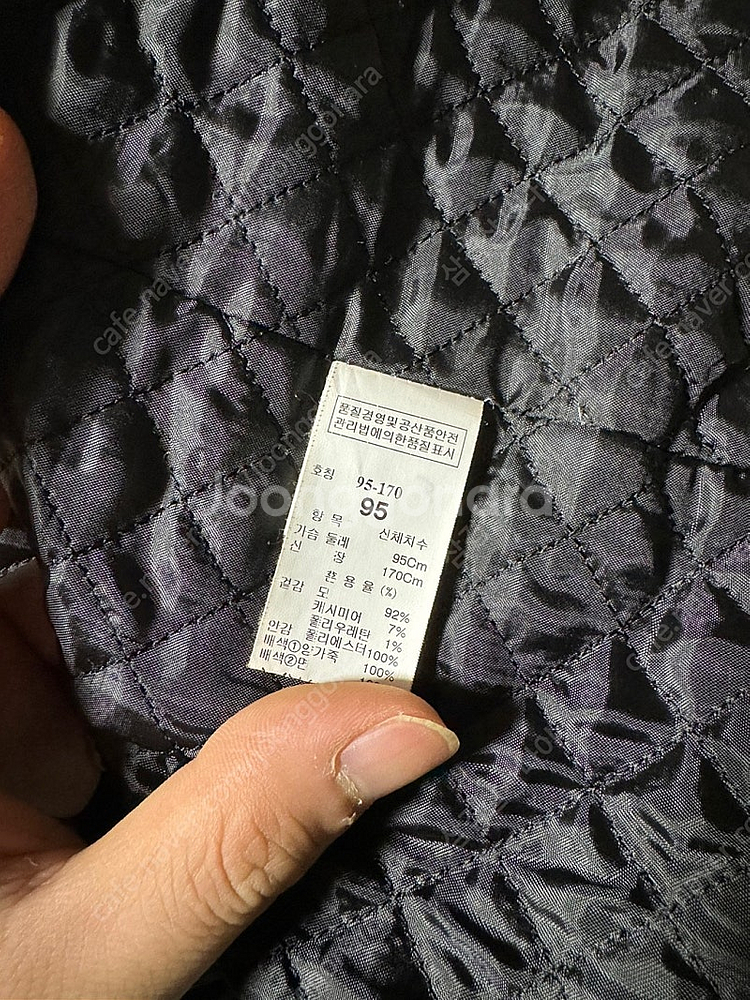 품질경영및공산품안전
관리법에의한품질표시
호칭 95-170
95
항 목 신체치수
가슴 둘레 95Cm
신 장 170Cm
혼 용 율 (%)
겉감 모 92%
캐시미어 7%
폴리우레탄 1%
안감 폴리에스터 100%
배색①양가죽 100%
배색②면
joonggonara